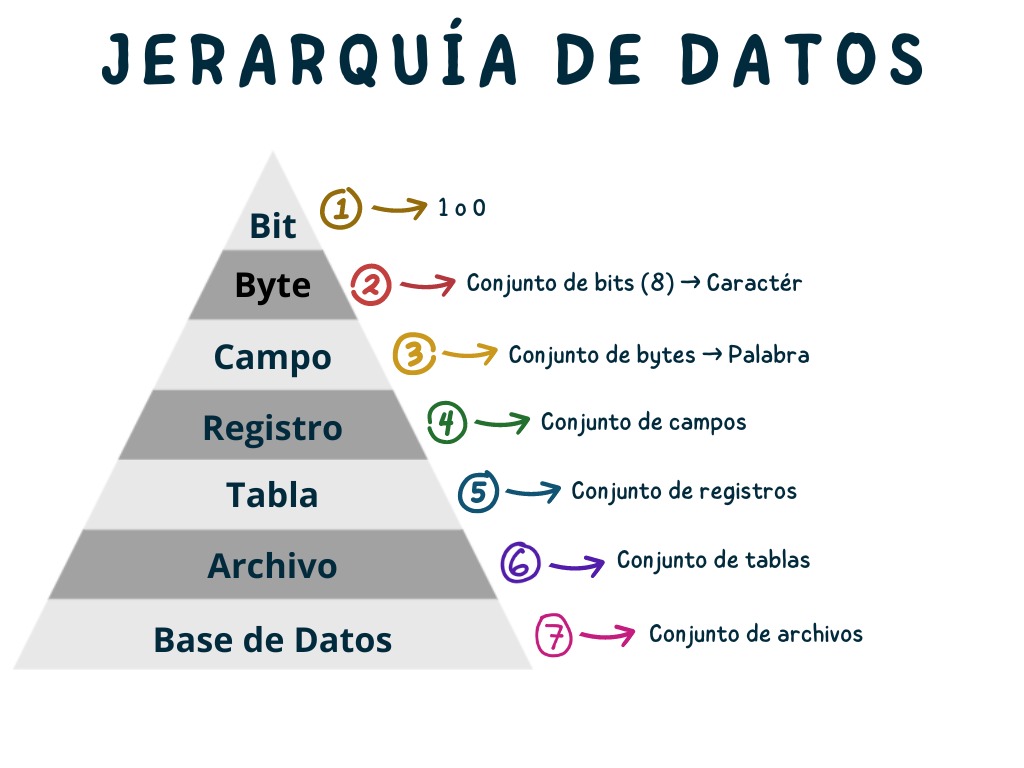 JERARQUÍA DE DATOS
Bit 1 → 1 o 0
Byte 2 → Conjunto de bits (8) → Caractér
Campo 3 → Conjunto de bytes → Palabra
Registro 4 → Conjunto de campos
Tabla 5 → Conjunto de registros
Archivo 6 → Conjunto de tablas
Base de Datos 7 → Conjunto de archivos